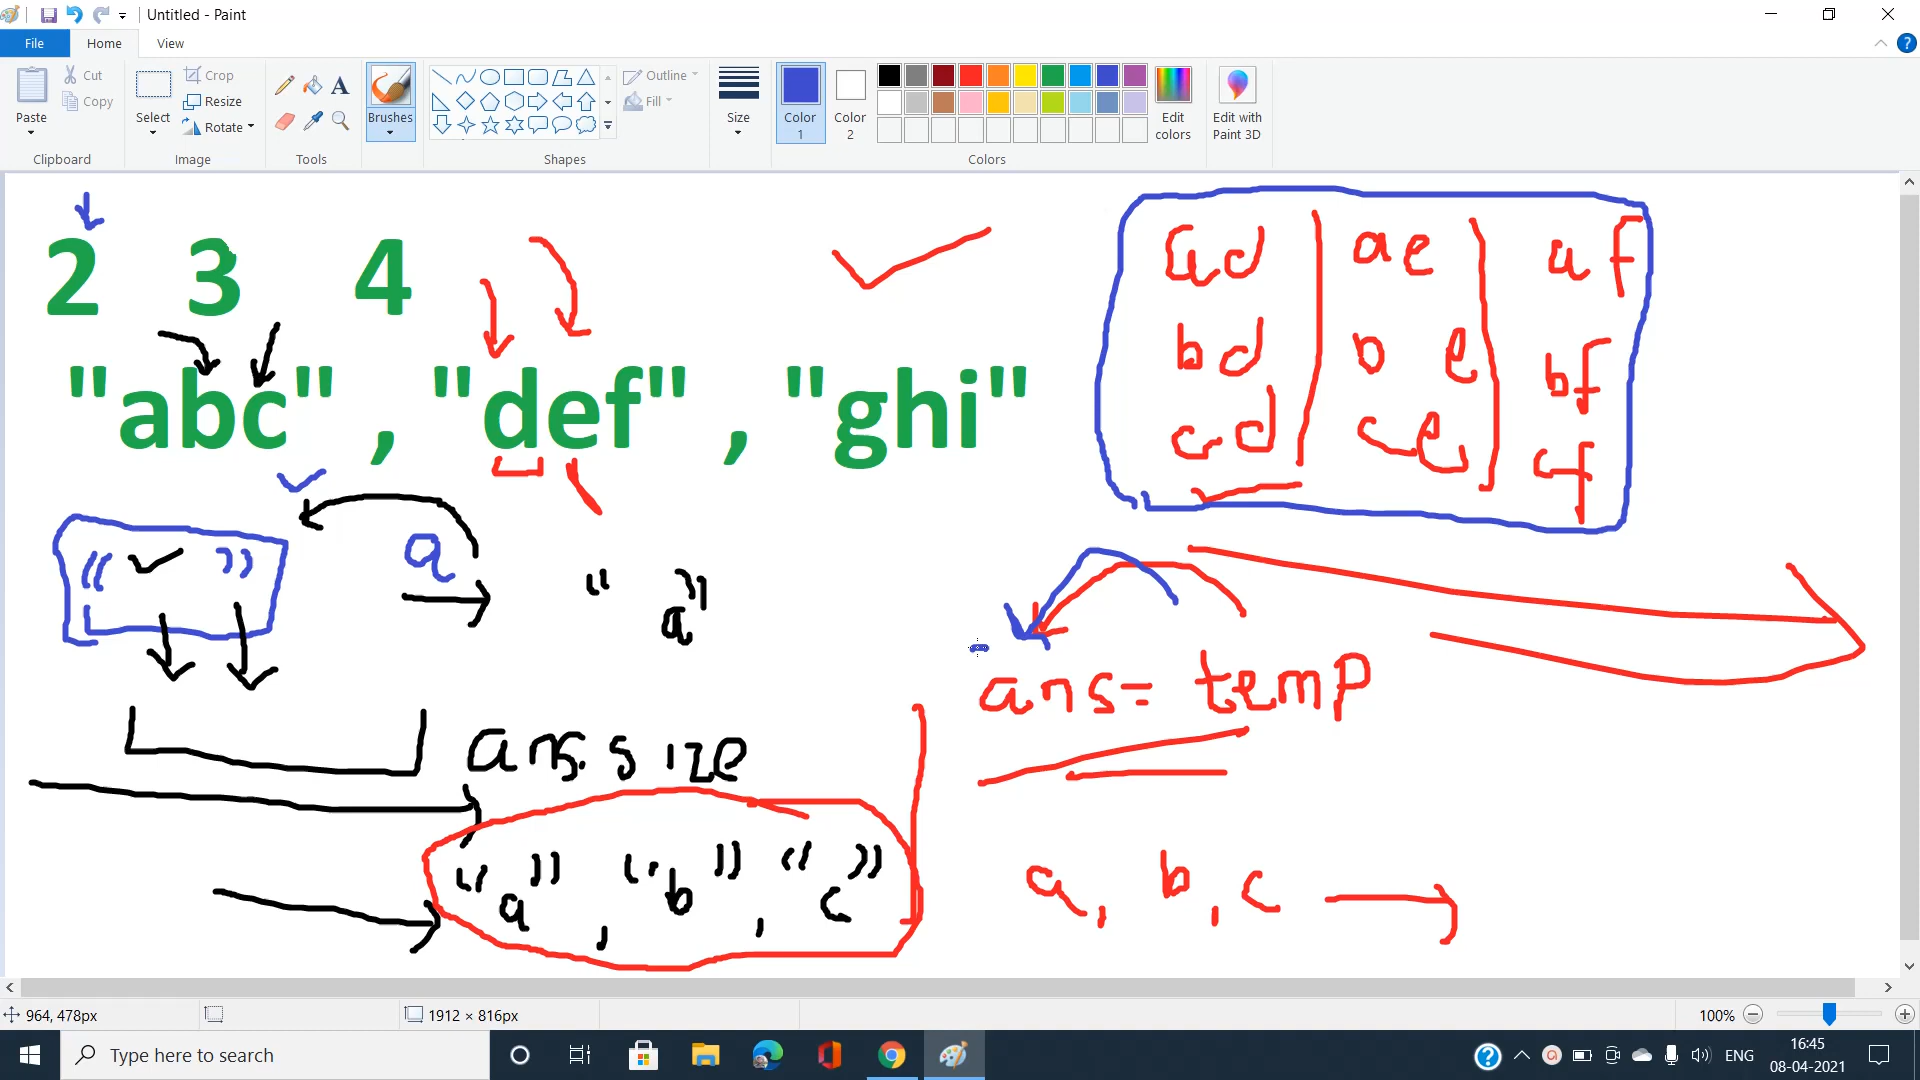 Untitled - Paint
File Home View
Paste
Cut
Copy
Clipboard
Select
Crop
Resize
Rotate
Image
Tools
Brushes
Shapes
Outline
Fill
Size
Color 1
Color 2
Edit colors
Colors
Edit with Paint 3D
2 3 4
"abc" , "def" , "ghi"
ad ae af
bd b e bf
cd ce, cf
" "
a
" a"
ans.size
"a" , "b" , "c"
ans= temp
a, b, c
964, 478px
1912 × 816px
100%
Type here to search
ENG
16:45
08-04-2021